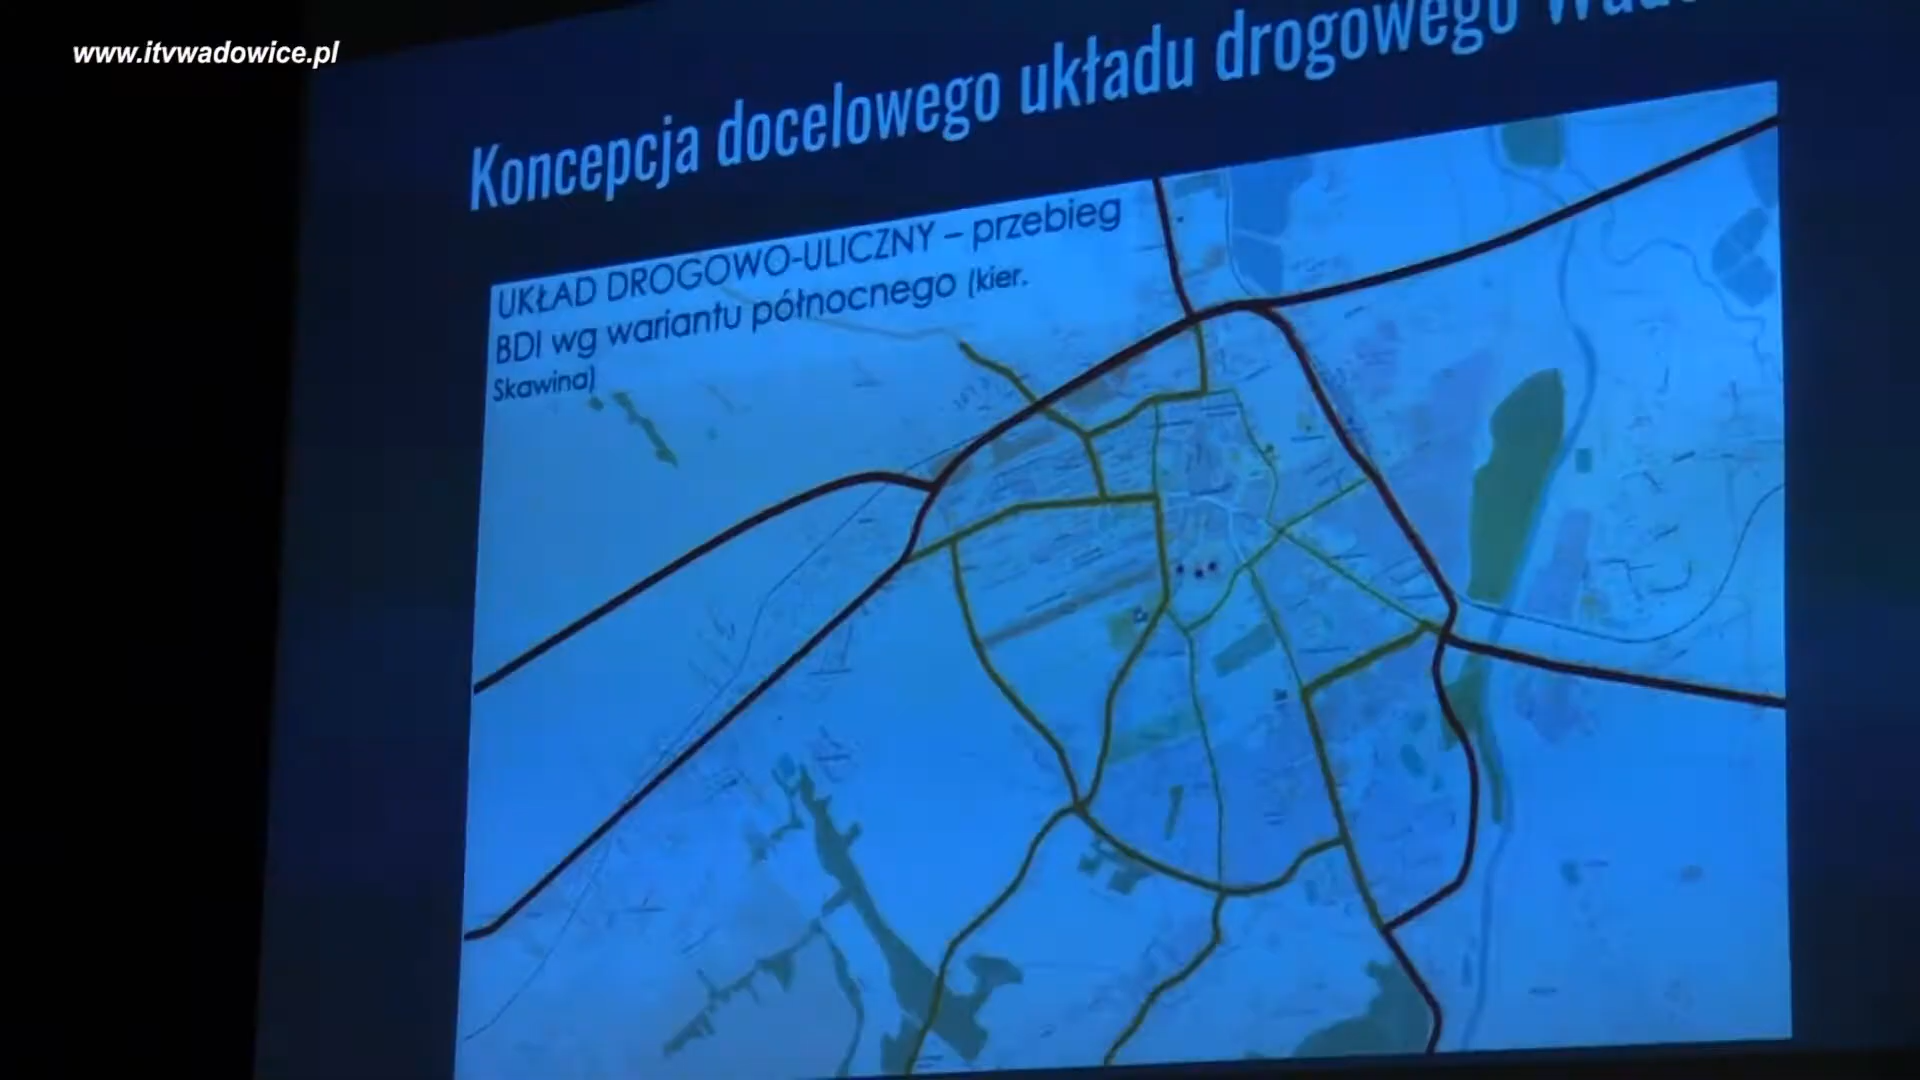 www.itvwadowice.pl
Koncepcja docelowego układu drogowego
UKŁAD DROGOWO-ULICZNY – przebieg
BDI wg wariantu północnego (kier.
Skawina)